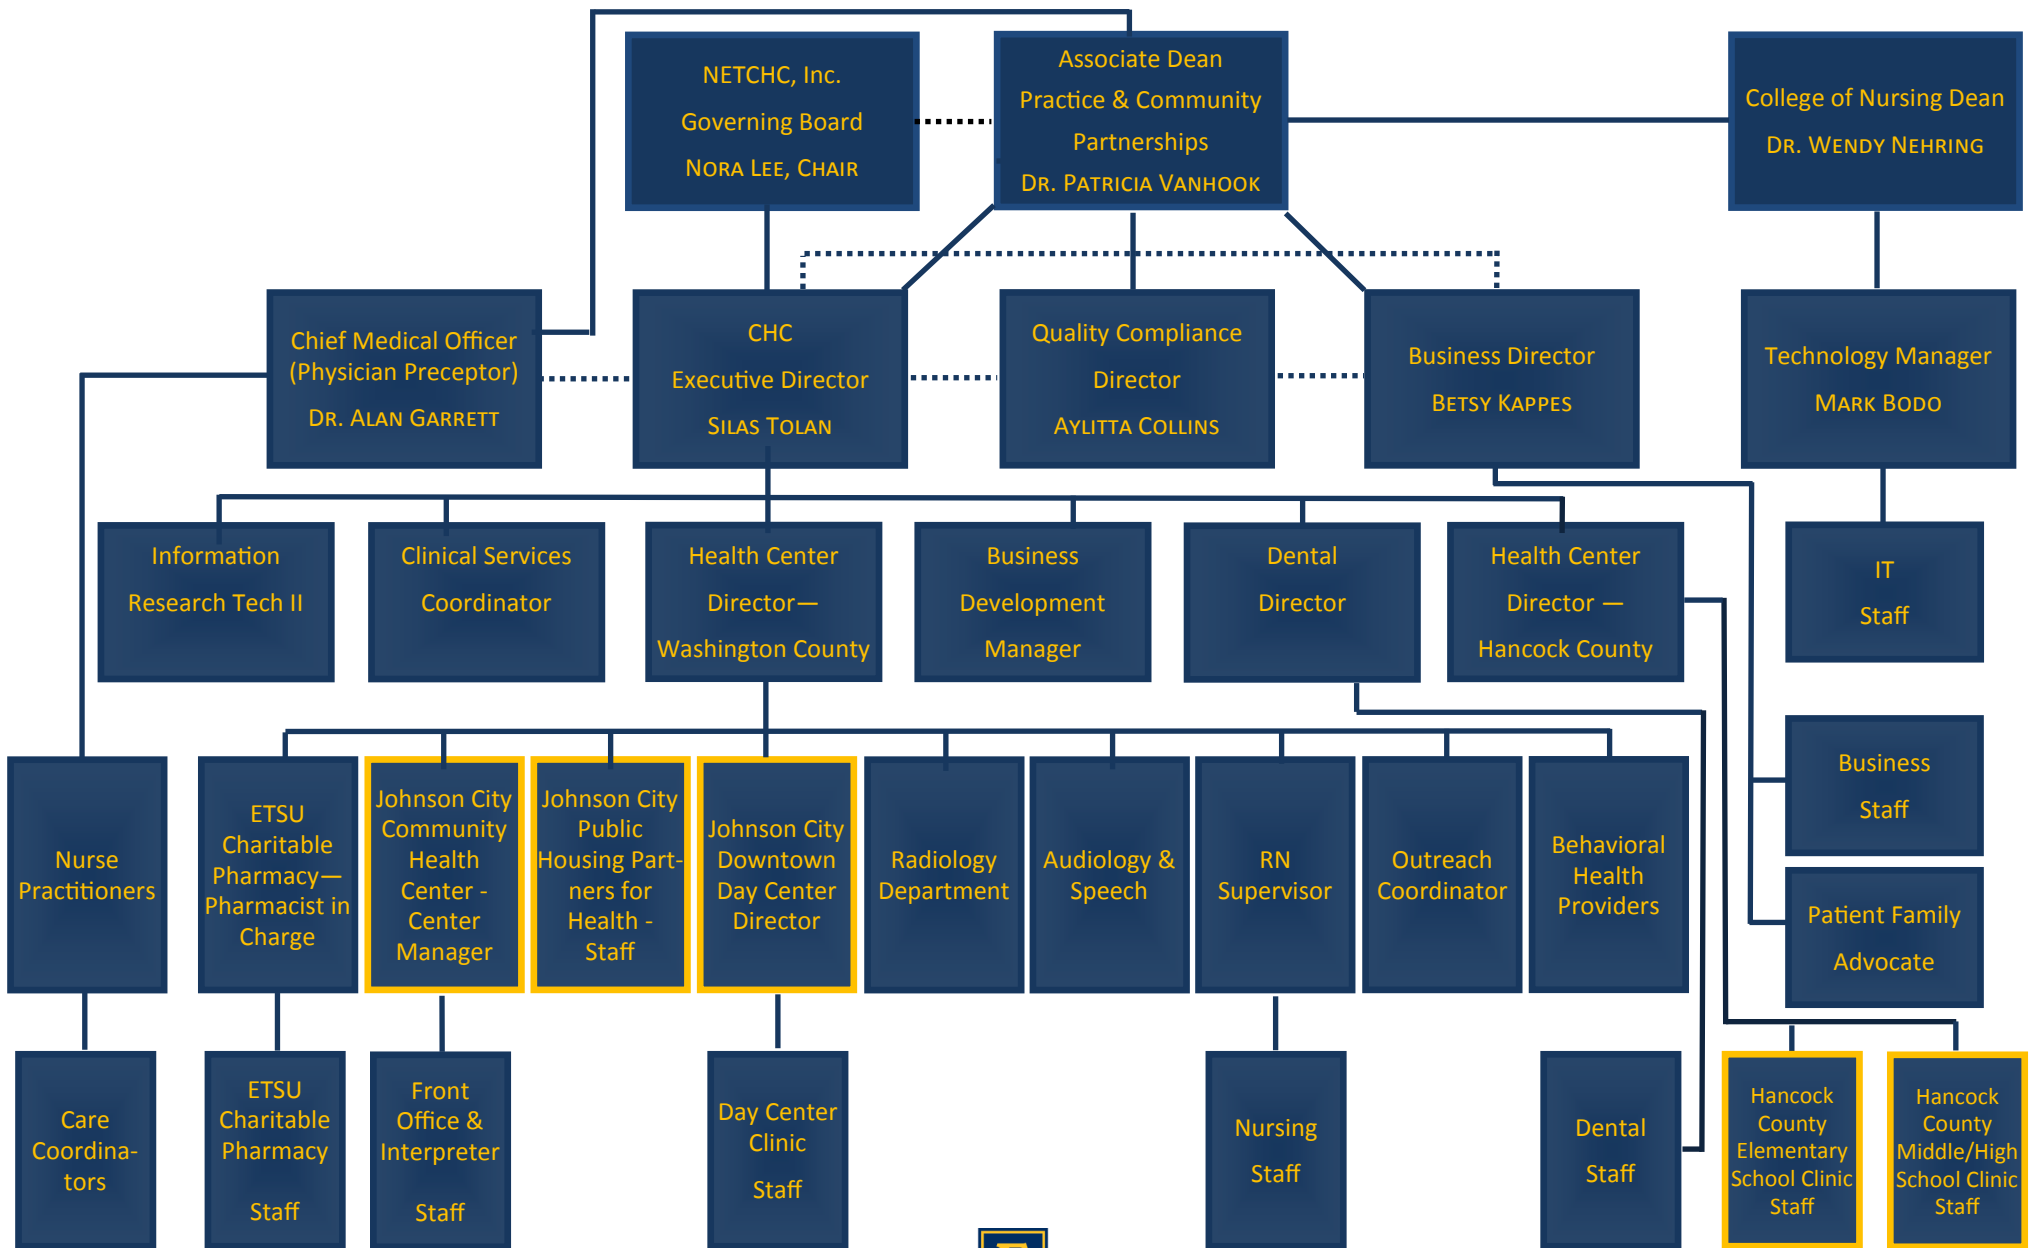 NETCHC, Inc.
Governing Board
NORA LEE, CHAIR
Associate Dean
Practice & Community
Partnerships
DR. PATRICIA VANHOOK
College of Nursing Dean
DR. WENDY NEHRING
Chief Medical Officer
(Physician Preceptor)
DR. ALAN GARRETT
CHC
Executive Director
SILAS TOLAN
Quality Compliance
Director
AYLITTA COLLINS
Business Director
BETSY KAPPES
Technology Manager
MARK BODO
Information
Research Tech II
Clinical Services
Coordinator
Health Center
Director—
Washington County
Business
Development
Manager
Dental
Director
Health Center
Director —
Hancock County
IT
Staff
Business
Staff
Patient Family
Advocate
Nurse
Practitioners
ETSU
Charitable
Pharmacy—
Pharmacist in
Charge
Johnson City
Community
Health
Center -
Center
Manager
Johnson City
Public
Housing Part-
ners for
Health -
Staff
Johnson City
Downtown
Day Center
Director
Radiology
Department
Audiology &
Speech
RN
Supervisor
Outreach
Coordinator
Behavioral
Health
Providers
Care
Coordina-
tors
ETSU
Charitable
Pharmacy
Staff
Front
Office &
Interpreter
Staff
Day Center
Clinic
Staff
Nursing
Staff
Dental
Staff
Hancock
County
Elementary
School Clinic
Staff
Hancock
County
Middle/High
School Clinic
Staff